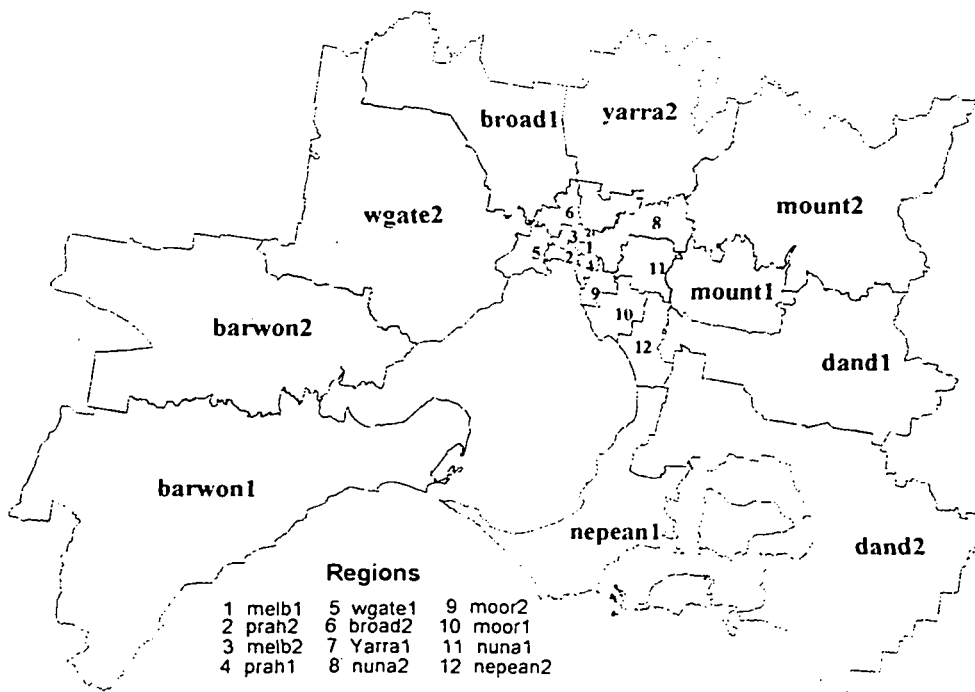 broad1
yarra2
wgate2
mount2
6
7
8
3
2
1
5
2
4
11
mount1
9
10
barwon2
12
dand1
barwon1
nepean1
dand2
Regions
1 melb1 5 wgate1 9 moor2
2 prah2 6 broad2 10 moor1
3 melb2 7 Yarra1 11 nuna1
4 prah1 8 nuna2 12 nepean2